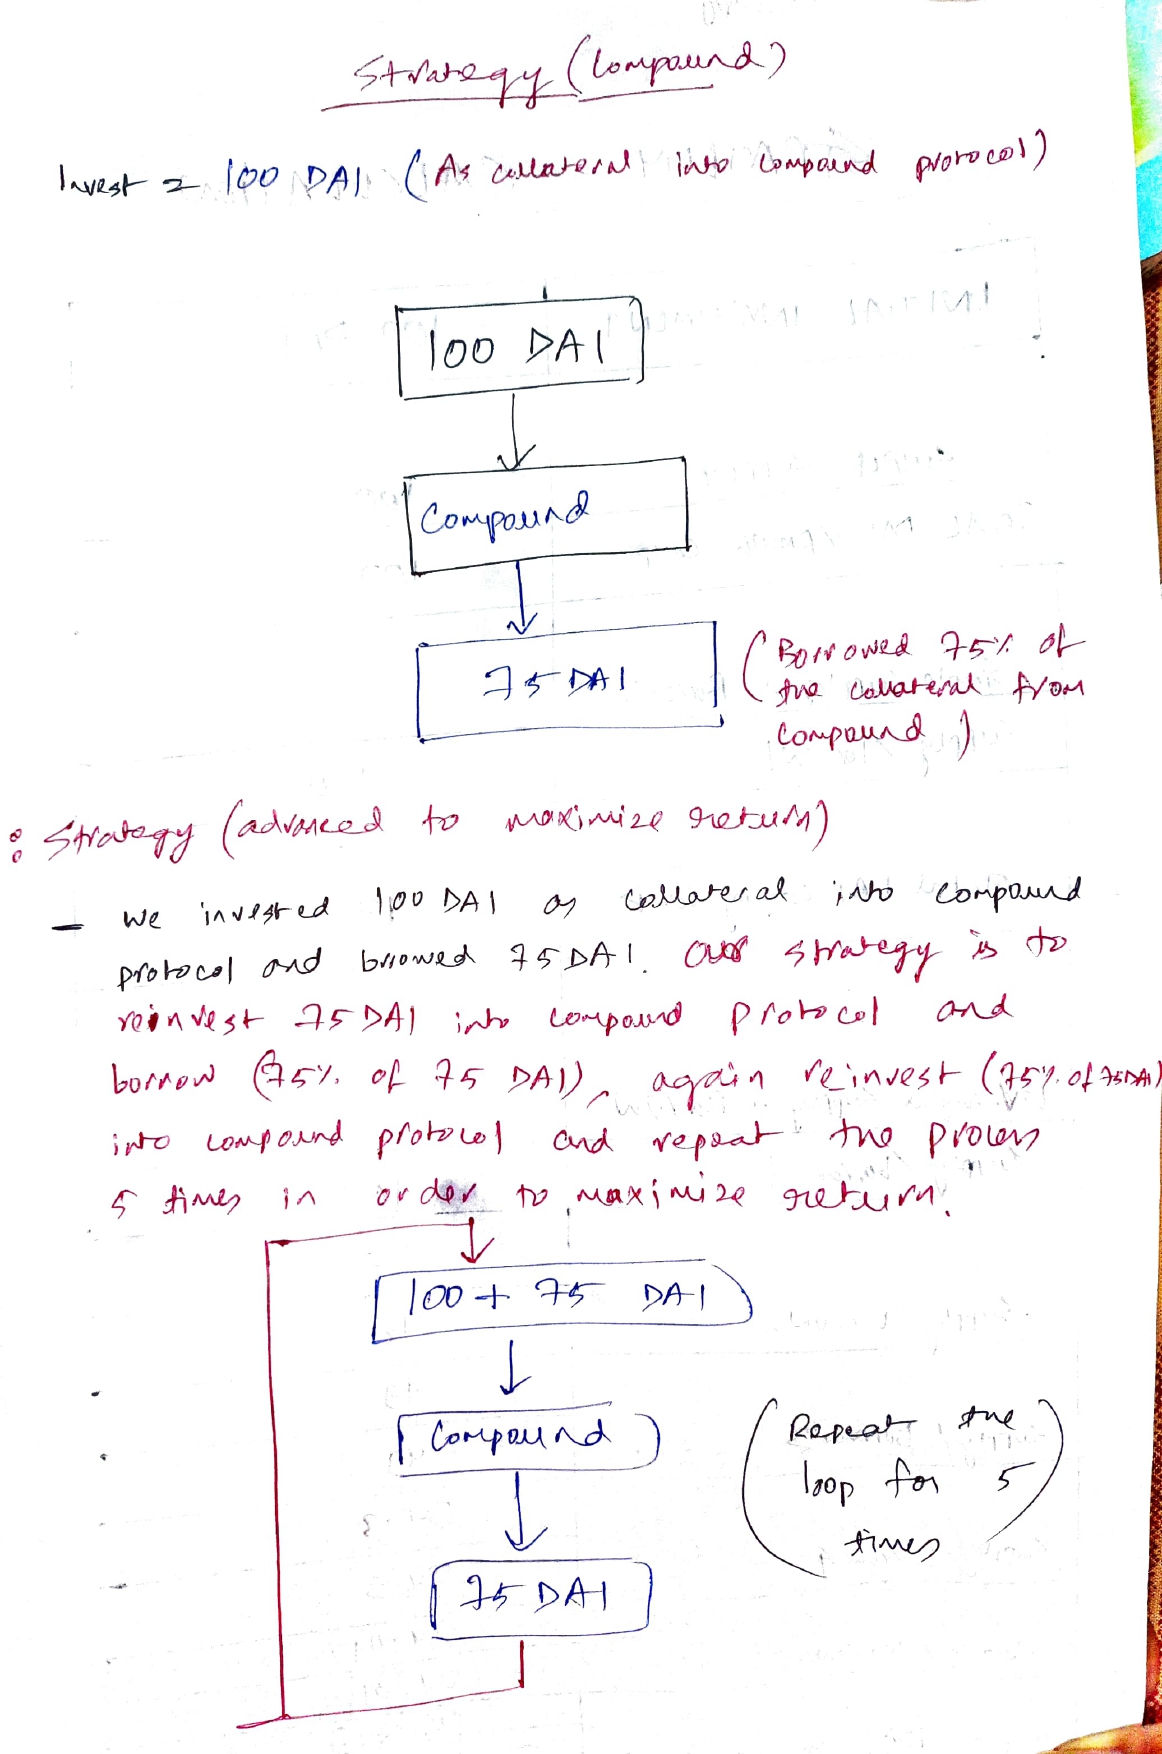 Strategy (Compound)
Invest = 100 DAI (As collateral into compound protocol)
100 DAI
Compound
75 DAI
(Borrowed 75% of
the collateral from
compound)
Strategy (advanced to maximize return)
- We invested 100 DAI as collateral into compound
protocol and browed 75 DAI. Our strategy is to
reinvest 75 DAI into compound protocol and
borrow (75% of 75 DAI), again reinvest (75% of 75DAI)
into compound protocol and repeat the process
5 times in order to maximize return.
100 + 75 DAI
Compound
75 DAI
(Repeat the
loop for 5
times)